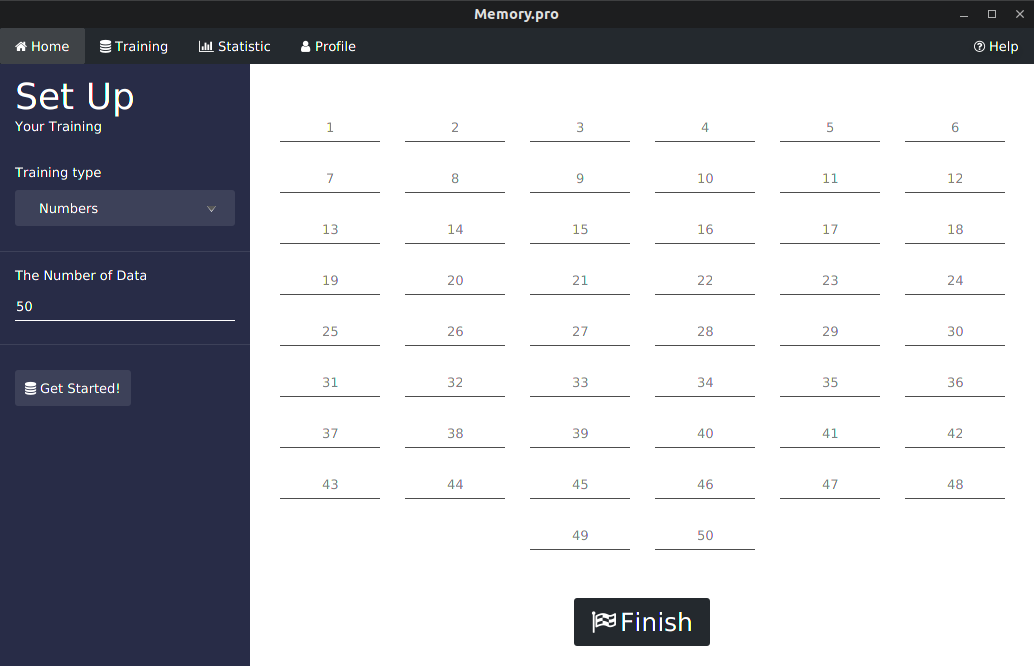 Memory.pro
Home Training Statistic Profile Help
Set Up
Your Training
Training type
Numbers
The Number of Data
50
Get Started!
1 2 3 4 5 6
7 8 9 10 11 12
13 14 15 16 17 18
19 20 21 22 23 24
25 26 27 28 29 30
31 32 33 34 35 36
37 38 39 40 41 42
43 44 45 46 47 48
49 50
Finish